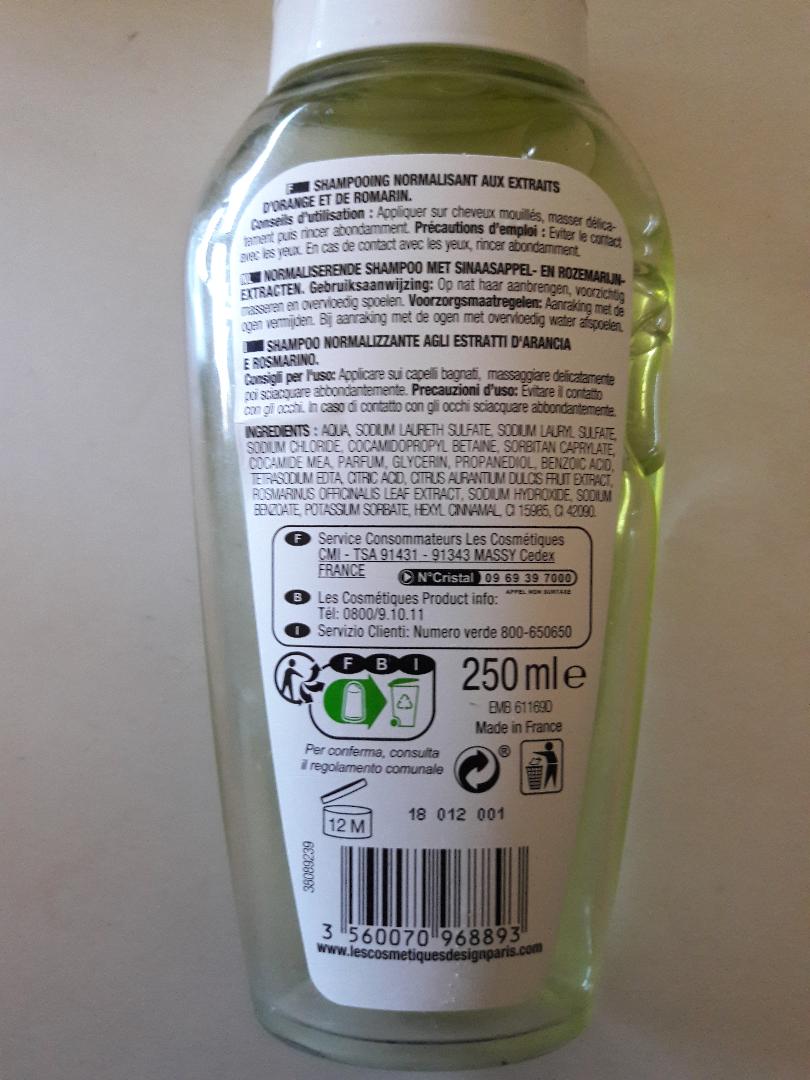 F SHAMPOOING NORMALISANT AUX EXTRAITS
D'ORANGE ET DE ROMARIN.
Conseils d'utilisation : Appliquer sur cheveux mouillés, masser délica-
tement puis rincer abondamment. Précautions d'emploi : Eviter le contact
avec les yeux. En cas de contact avec les yeux, rincer abondamment.
NORMALISERENDE SHAMPOO MET SINAASAPPEL- EN ROZEMARIJN-
EXTRACTEN. Gebruiksaanwijzing: Op nat haar aanbrengen, voorzichtig
masseren en overvloedig spoelen. Voorzorgsmaatregelen: Aanraking met de
ogen vermijden. Bij aanraking met de ogen met overvloedig water afspoelen.
SHAMPOO NORMALIZZANTE AGLI ESTRATTI D'ARANCIA
E ROSMARINO.
Consigli per l'uso: Applicare sui capelli bagnati, massaggiare delicatamente
poi sciacquare abbondantemente. Precauzioni d'uso: Evitare il contatto
con gli occhi. In caso di contatto con gli occhi sciacquare abbondantemente.
INGREDIENTS : AQUA, SODIUM LAURETH SULFATE, SODIUM LAURYL SULFATE,
SODIUM CHLORIDE, COCAMIDOPROPYL BETAINE, SORBITAN CAPRYLATE,
COCAMIDE MEA, PARFUM, GLYCERIN, PROPANEDIOL, BENZOIC ACID,
TETRASODIUM EDTA, CITRIC ACID, CITRUS AURANTIUM DULCIS FRUIT EXTRACT,
ROSMARINUS OFFICINALIS LEAF EXTRACT, SODIUM HYDROXIDE, SODIUM
BENZOATE, POTASSIUM SORBATE, HEXYL CINNAMAL, CI 15985, CI 42090.
F Service Consommateurs Les Cosmétiques
CMI - TSA 91431 - 91343 MASSY Cedex
FRANCE N°Cristal 09 69 39 7000
APPEL NON SURTAXÉ
B Les Cosmétiques Product info:
Tél: 0800/9.10.11
I Servizio Clienti: Numero verde 800-650650
F B I
250 ml e
EMB 61169D
Made in France
Per conferma, consulta
il regolamento comunale
®
12 M
18 012 001
38089239
3 560070 968893
www.lescosmetiquesdesignparis.com